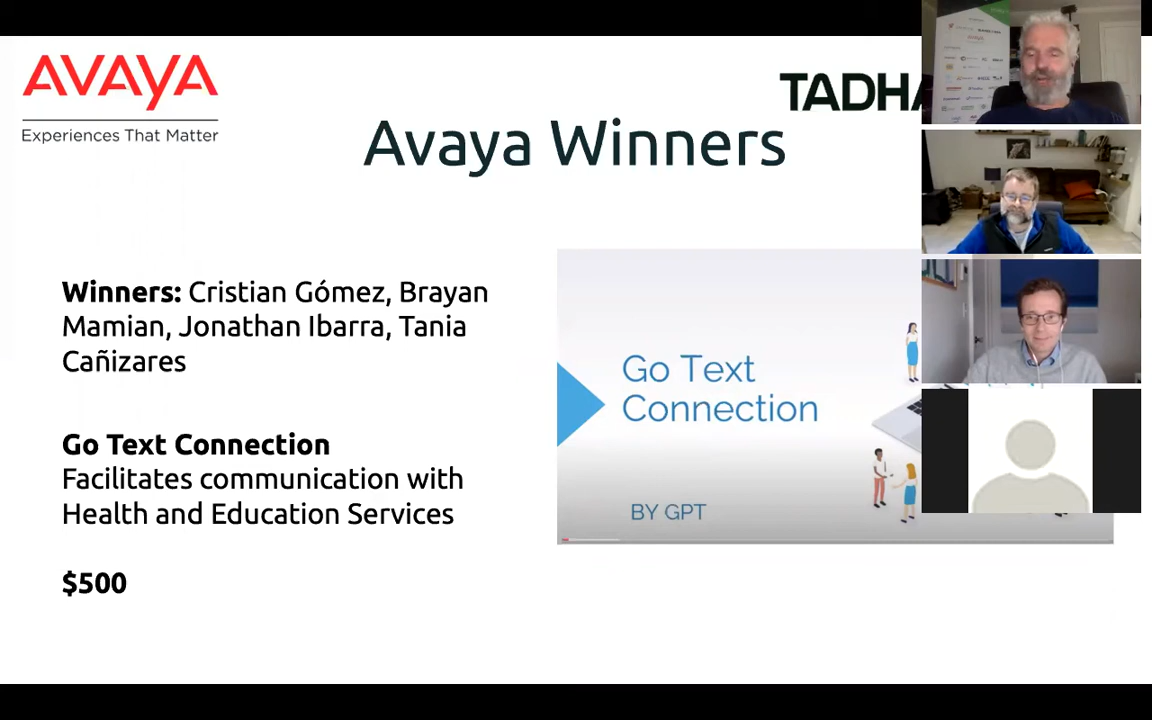 AVAYA
Experiences That Matter
TADHA
Avaya Winners
Winners: Cristian Gómez, Brayan
Mamian, Jonathan Ibarra, Tania
Cañizares
Go Text Connection
Facilitates communication with
Health and Education Services
$500
Go Text
Connection
BY GPT